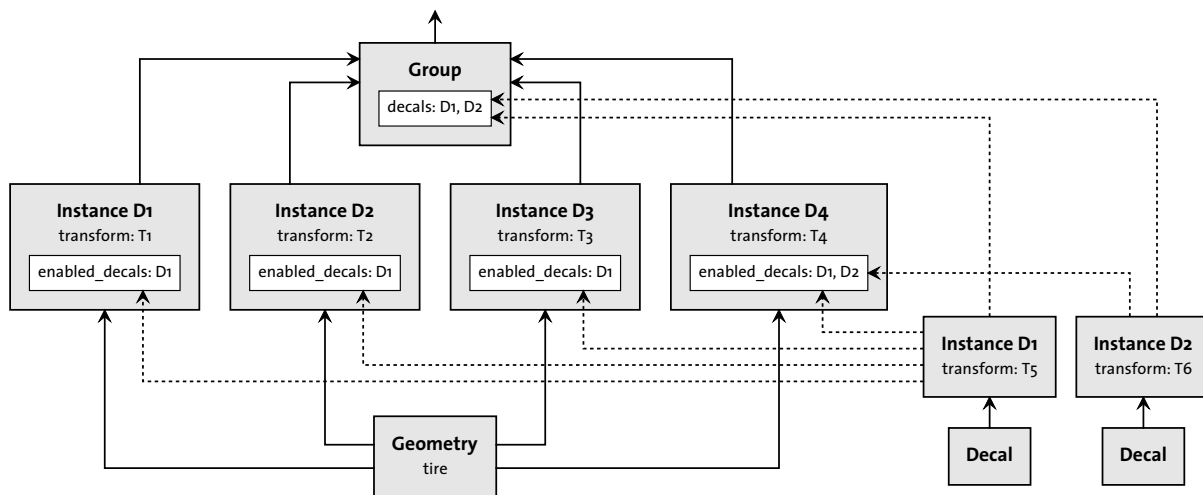 Group
decals: D1, D2
Instance D1
transform: T1
enabled_decals: D1
Instance D2
transform: T2
enabled_decals: D1
Instance D3
transform: T3
enabled_decals: D1
Instance D4
transform: T4
enabled_decals: D1, D2
Instance D1
transform: T5
Instance D2
transform: T6
Geometry
tire
Decal
Decal